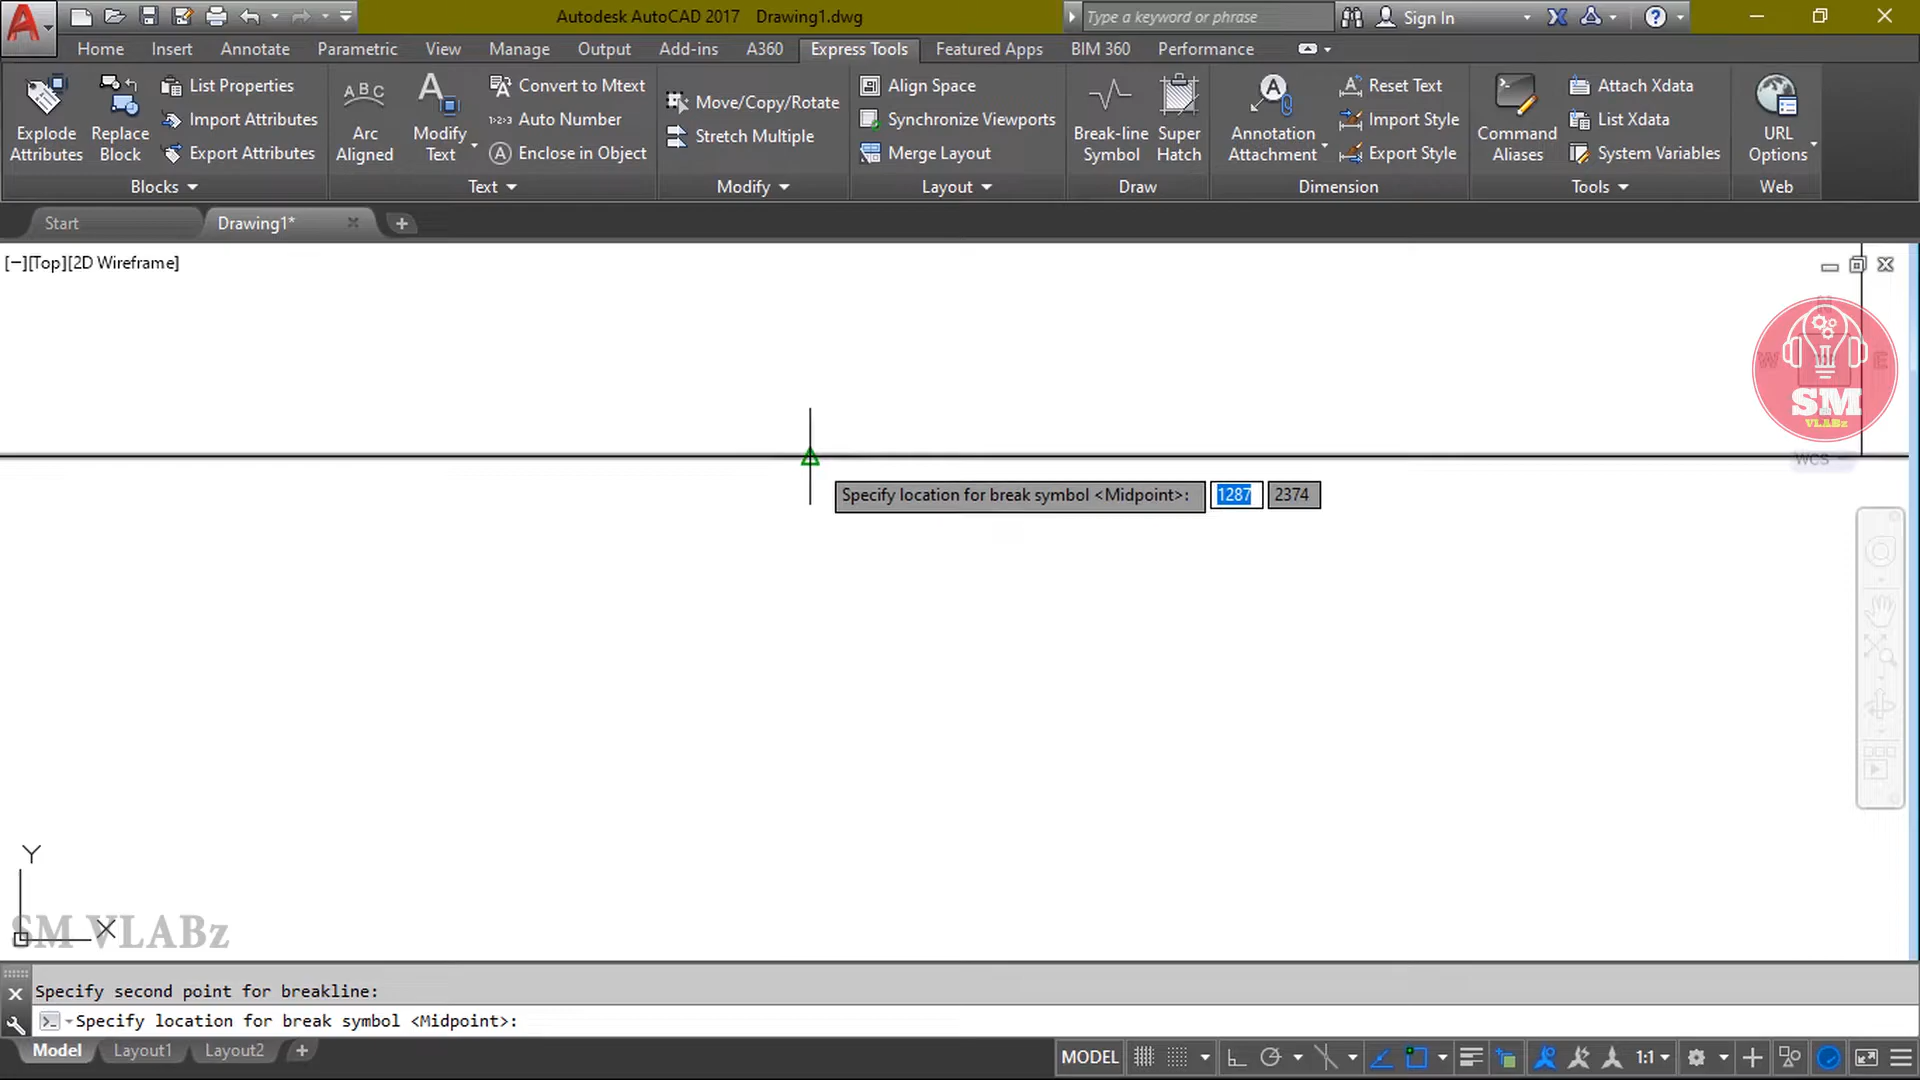 Autodesk AutoCAD 2017 Drawing1.dwg
Type a keyword or phrase
Sign In
Home Insert Annotate Parametric View Manage Output Add-ins A360 Express Tools Featured Apps BIM 360 Performance
Explode Attributes
Replace Block
List Properties
Import Attributes
Export Attributes
Blocks
ABC
Arc Aligned
A
Modify Text
Convert to Mtext
Auto Number
Enclose in Object
Text
Move/Copy/Rotate
Stretch Multiple
Modify
Align Space
Synchronize Viewports
Merge Layout
Layout
Break-line Symbol
Super Hatch
Draw
Annotation Attachment
Reset Text
Import Style
Export Style
Dimension
Command Aliases
Attach Xdata
List Xdata
System Variables
Tools
URL Options
Web
Start
Drawing1*
[−][Top][2D Wireframe]
N
W
E
SM
VLABz
WCS
Specify location for break symbol <Midpoint>: 1287 2374
Y
X
SM VLABz
Specify second point for breakline:
Specify location for break symbol <Midpoint>:
Model Layout1 Layout2
MODEL
1:1